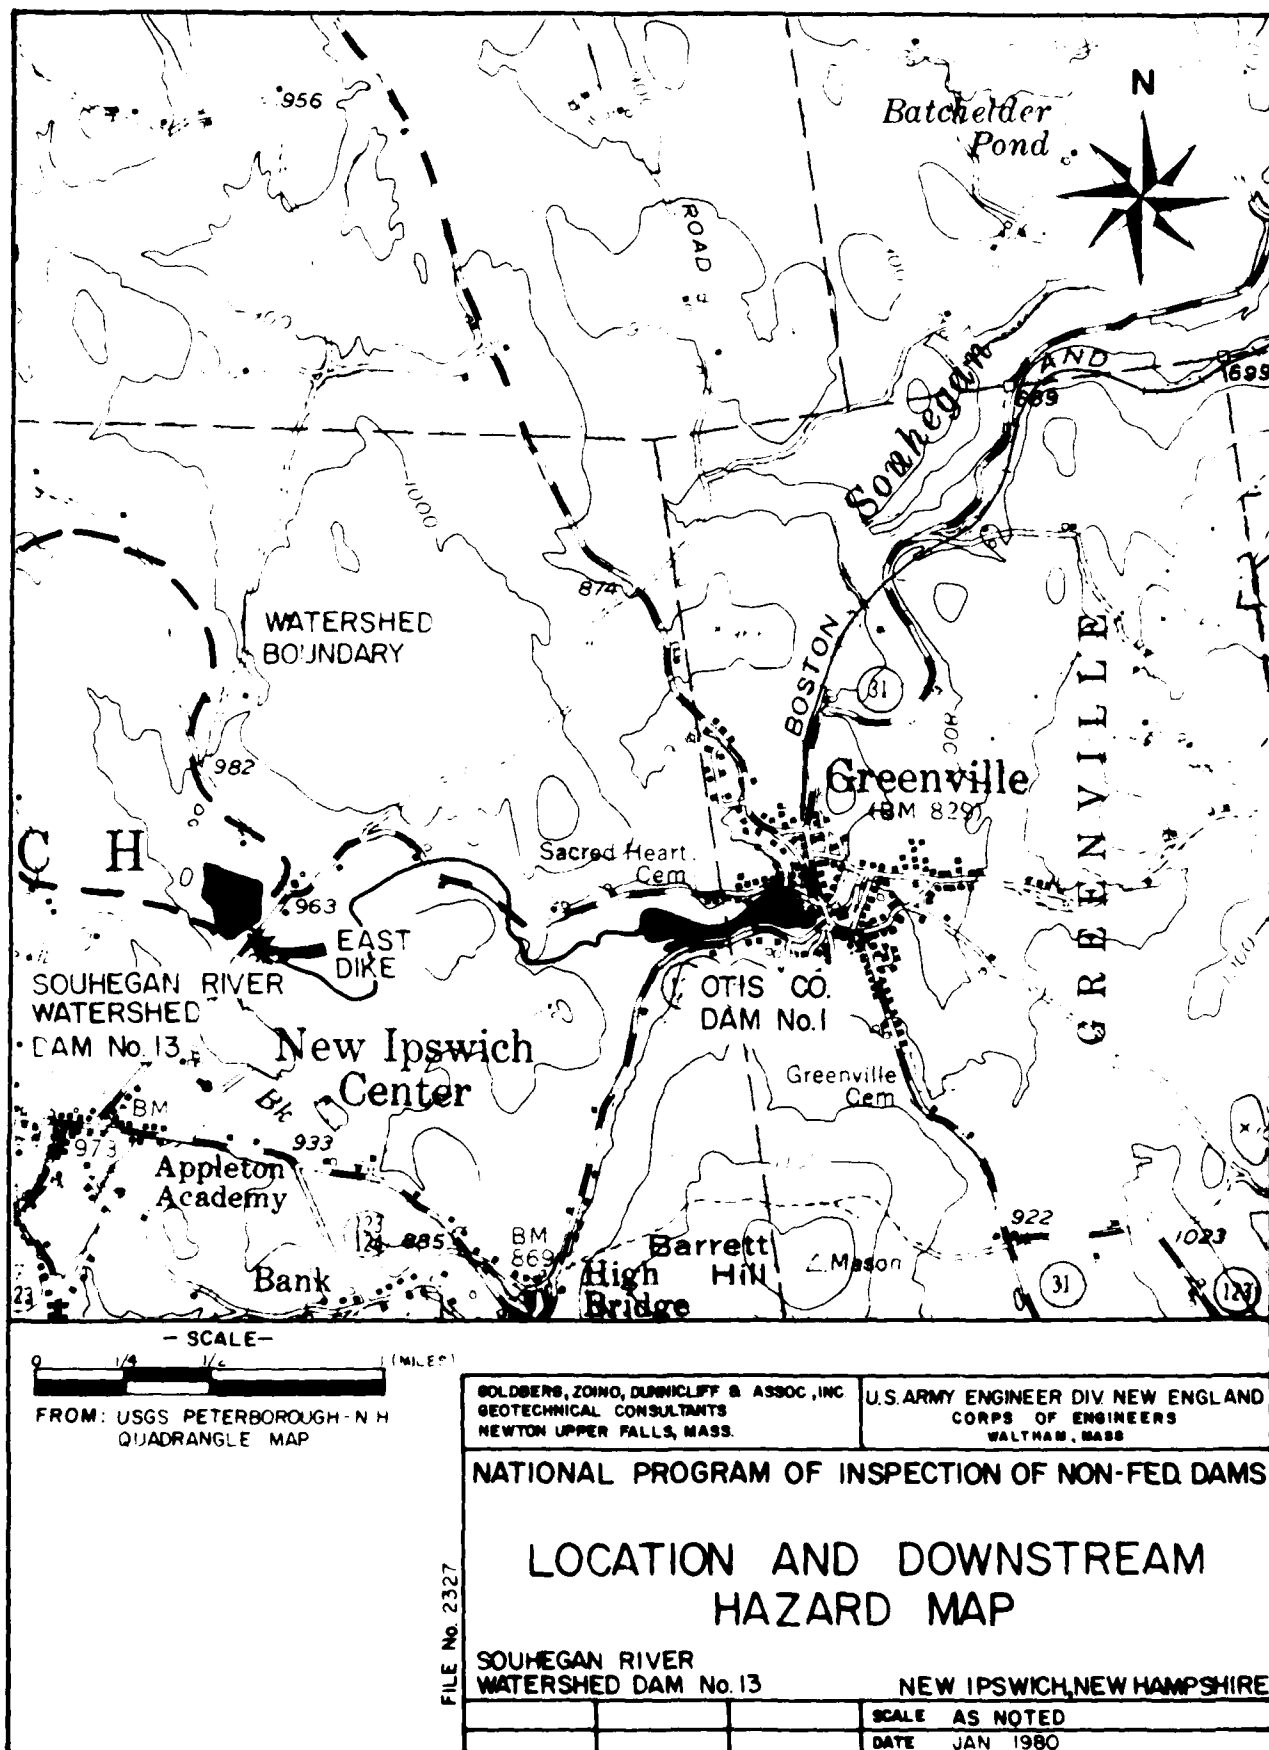 N
956
Batchelder
Pond
ROAD
Souhegan
AND
689
699
1000
874
WATERSHED
BOUNDARY
BOSTON
31
800
982
Greenville
(BM 829)
GREENVILLE
C H
Sacred Heart
Cem
963
EAST
DIKE
SOUHEGAN RIVER
WATERSHED
DAM No. 13
OTIS CO.
DAM No. 1
New Ipswich
Center
Greenville
Cem
Bk
BM
973
933
Appleton
Academy
123
124
885
BM
869
Barrett
Hill
Mason
922
1023
Bank
High
Bridge
31
123
23
- SCALE -
0 1/4 1/2 1 (MILES)
FROM: USGS PETERBOROUGH - N H
QUADRANGLE MAP
GOLDBERG, ZOINO, DUNNICLIFF & ASSOC., INC
GEOTECHNICAL CONSULTANTS
NEWTON UPPER FALLS, MASS.
U.S. ARMY ENGINEER DIV. NEW ENGLAND
CORPS OF ENGINEERS
WALTHAM, MASS
NATIONAL PROGRAM OF INSPECTION OF NON-FED. DAMS
LOCATION AND DOWNSTREAM
HAZARD MAP
FILE No. 2327
SOUHEGAN RIVER
WATERSHED DAM No. 13
NEW IPSWICH, NEW HAMPSHIRE
SCALE AS NOTED
DATE JAN 1980